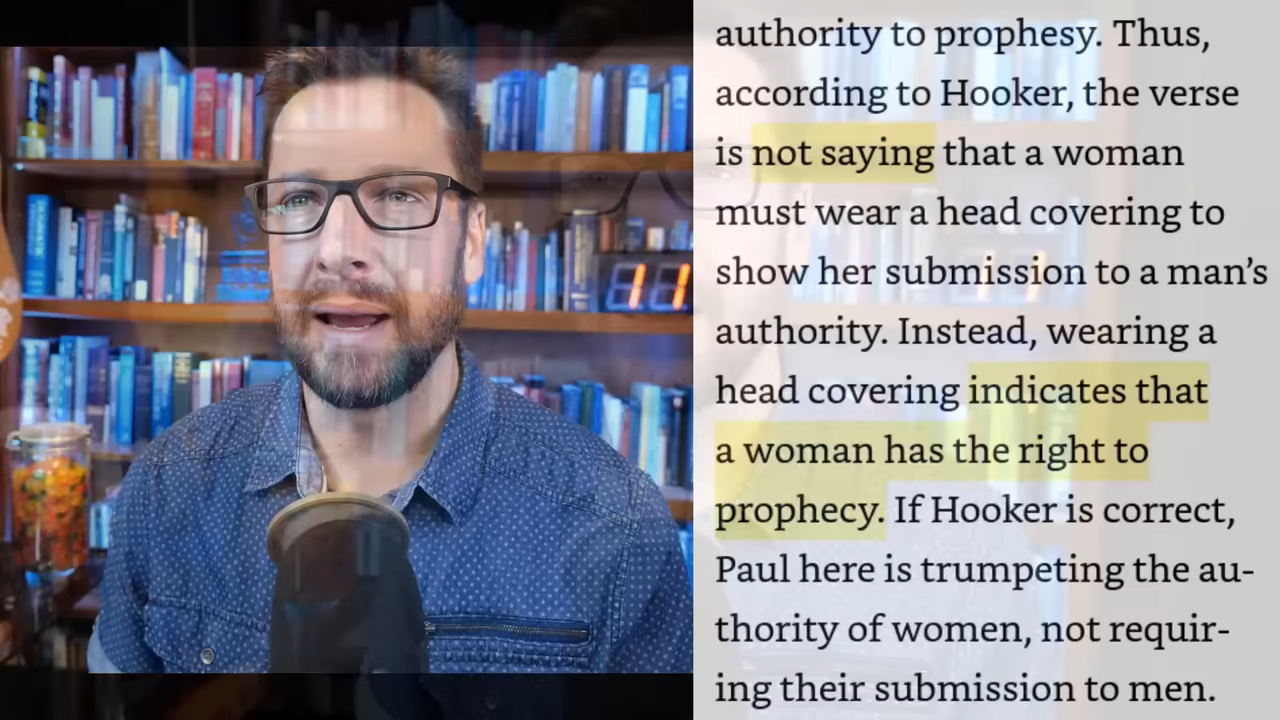 authority to prophesy. Thus,
according to Hooker, the verse
is not saying that a woman
must wear a head covering to
show her submission to a man’s
authority. Instead, wearing a
head covering indicates that
a woman has the right to
prophecy. If Hooker is correct,
Paul here is trumpeting the au-
thority of women, not requir-
ing their submission to men.
11